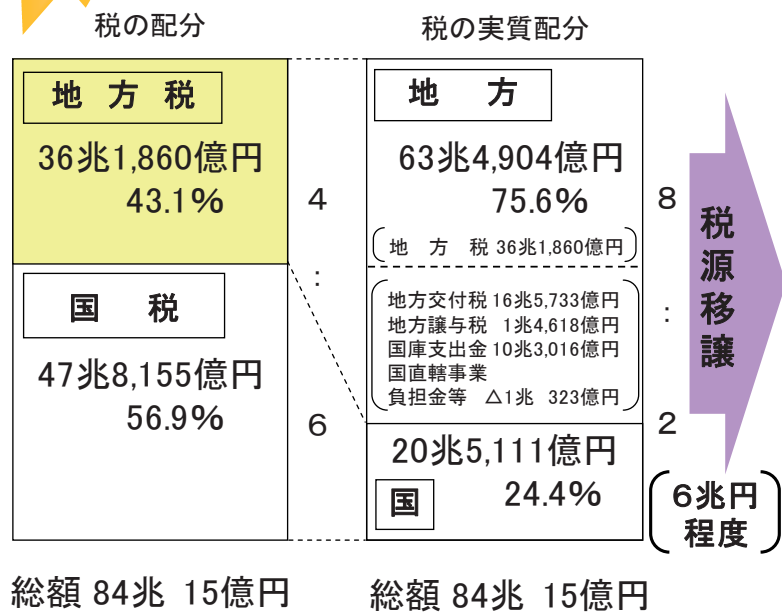 税の配分
地方税
36兆1,860億円
43.1%
国税
47兆8,155億円
56.9%
総額 84兆 15億円
4
:
6
税の実質配分
地方
63兆4,904億円
75.6%
地方税 36兆1,860億円
地方交付税 16兆5,733億円
地方譲与税 1兆4,618億円
国庫支出金 10兆3,016億円
国直轄事業
負担金等 △1兆 323億円
20兆5,111億円
国 24.4%
総額 84兆 15億円
8
:
2
税源移譲
6兆円
程度